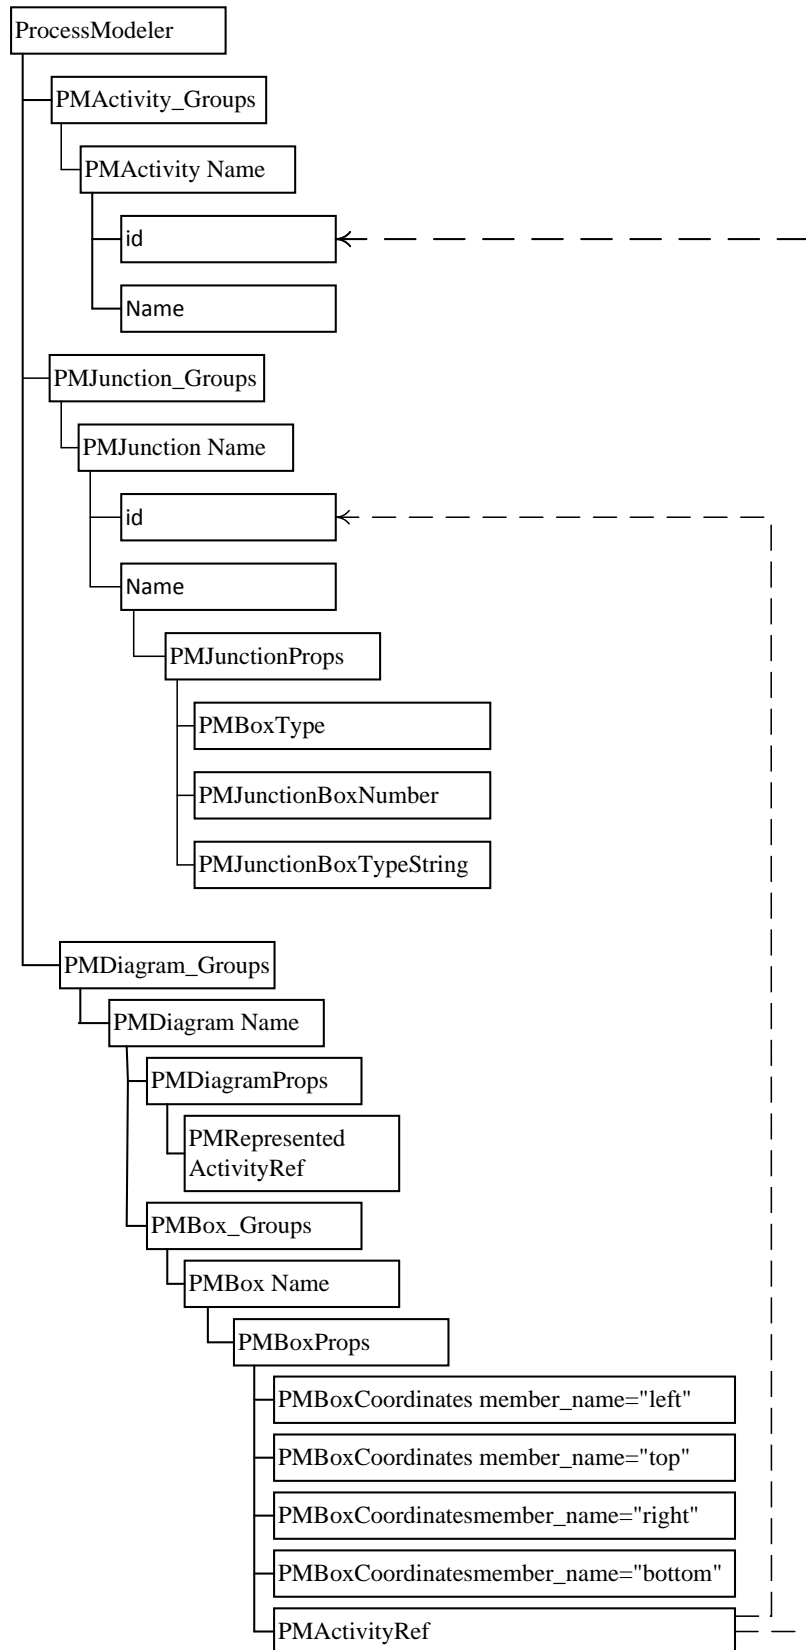 ProcessModeler
PMActivity_Groups
PMActivity Name
id
Name
PMJunction_Groups
PMJunction Name
id
Name
PMJunctionProps
PMBoxType
PMJunctionBoxNumber
PMJunctionBoxTypeString
PMDiagram_Groups
PMDiagram Name
PMDiagramProps
PMRepresented
ActivityRef
PMBox_Groups
PMBox Name
PMBoxProps
PMBoxCoordinates member_name="left"
PMBoxCoordinates member_name="top"
PMBoxCoordinatesmember_name="right"
PMBoxCoordinatesmember_name="bottom"
PMActivityRef